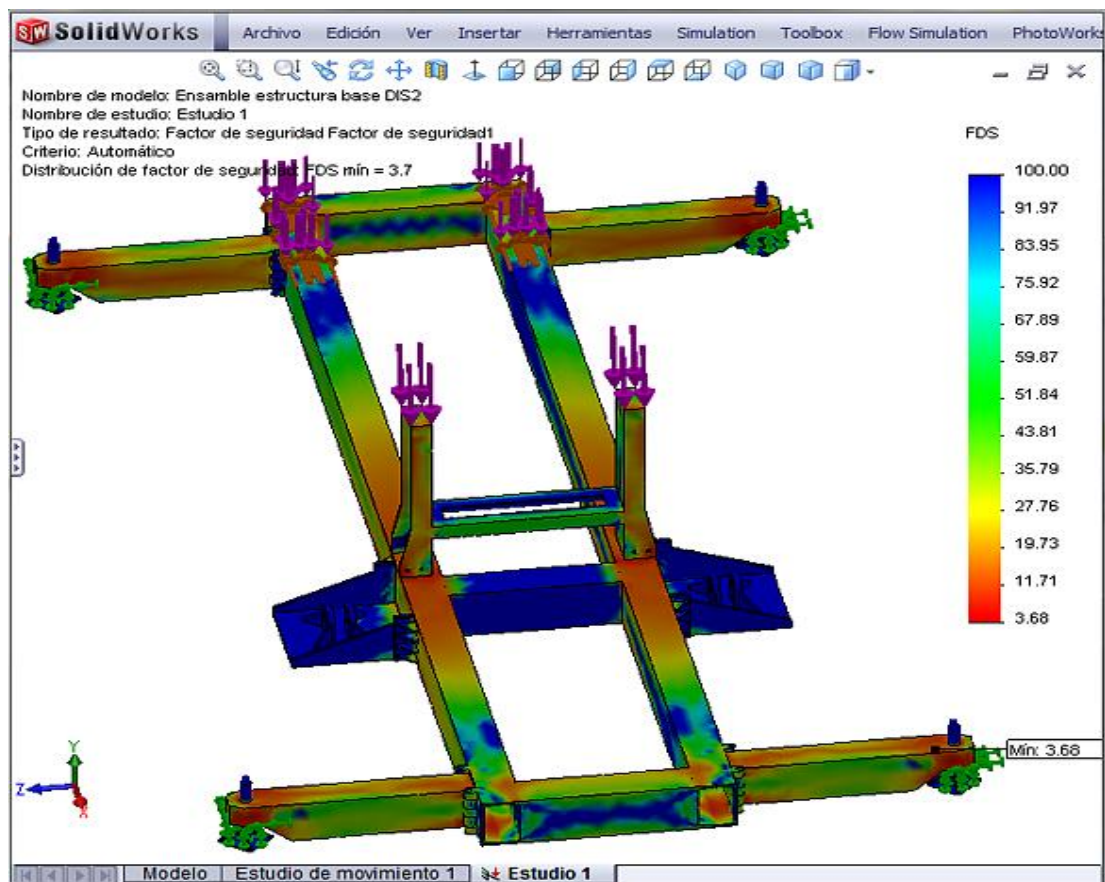 SolidWorks Archivo Edición Ver Insertar Herramientas Simulation Toolbox Flow Simulation PhotoWorks
Nombre de modelo: Ensamble estructura base DIS2
Nombre de estudio: Estudio 1
Tipo de resultado: Factor de seguridad Factor de seguridad1
Criterio: Automático
Distribución de factor de seguridad: FDS mín = 3.7
FDS
100.00
91.97
83.95
75.92
67.89
59.87
51.84
43.81
35.79
27.76
19.73
11.71
3.68
Mín: 3.68
Y
Z
X
Modelo Estudio de movimiento 1 Estudio 1